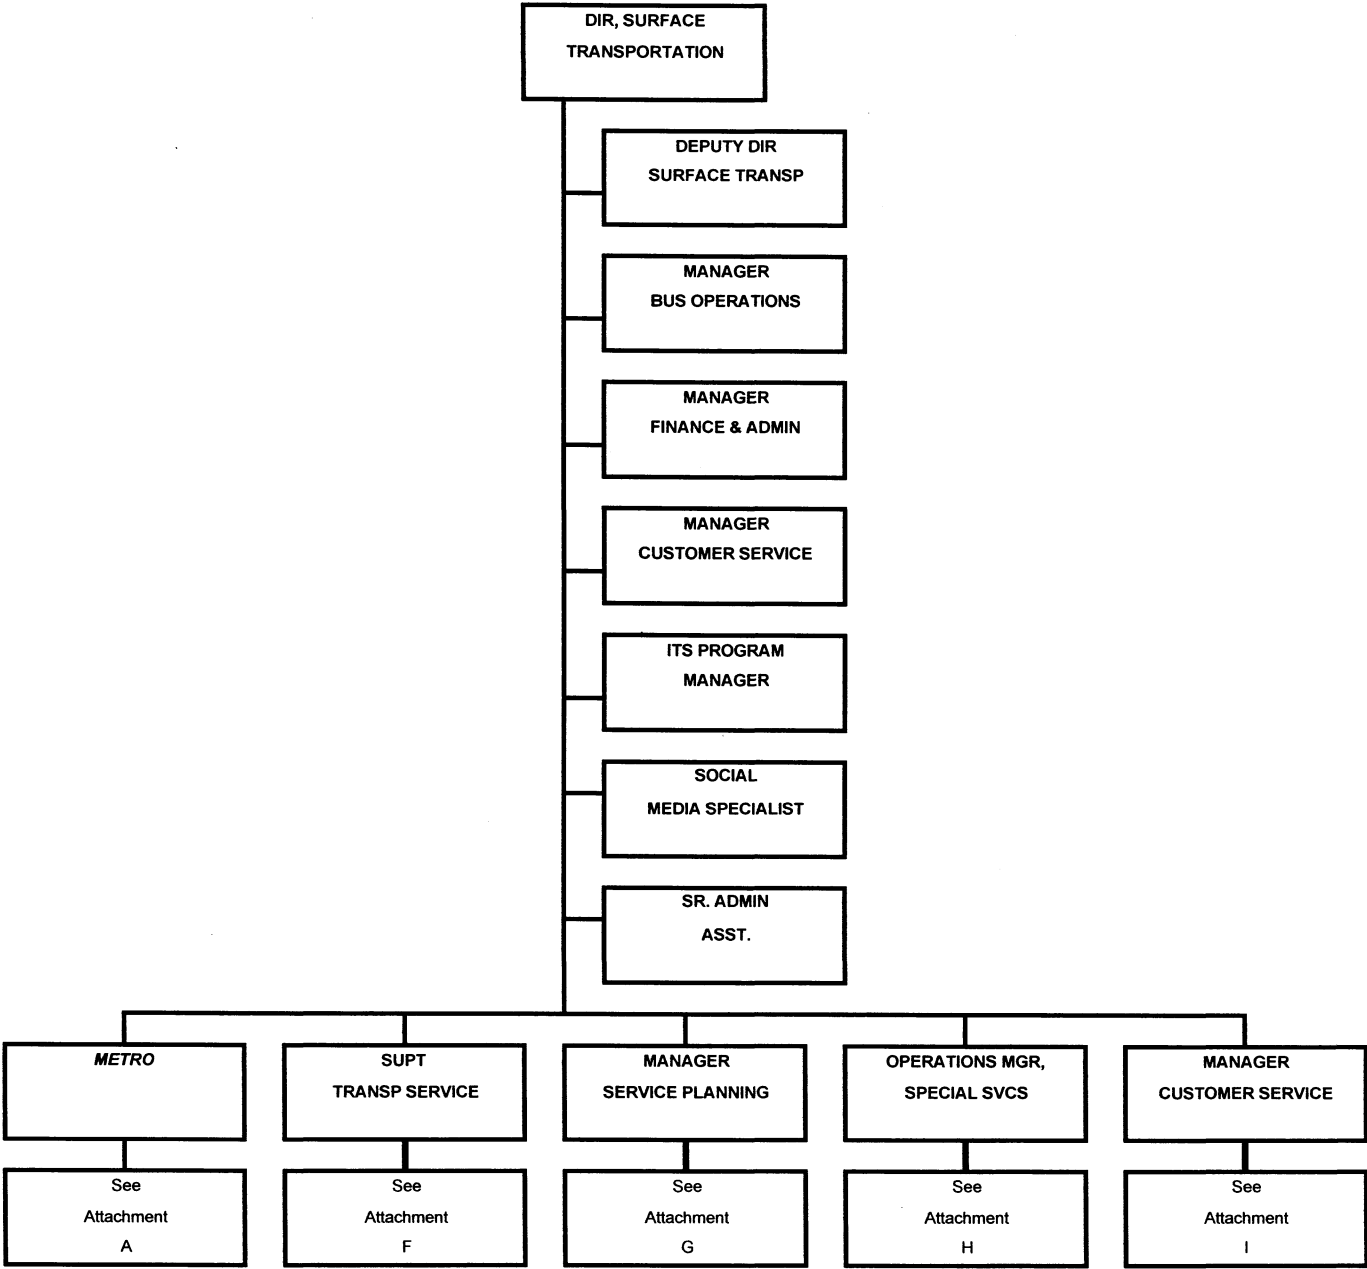 DIR, SURFACE
TRANSPORTATION
DEPUTY DIR
SURFACE TRANSP
MANAGER
BUS OPERATIONS
MANAGER
FINANCE & ADMIN
MANAGER
CUSTOMER SERVICE
ITS PROGRAM
MANAGER
SOCIAL
MEDIA SPECIALIST
SR. ADMIN
ASST.
METRO
SUPT
TRANSP SERVICE
MANAGER
SERVICE PLANNING
OPERATIONS MGR,
SPECIAL SVCS
MANAGER
CUSTOMER SERVICE
See
Attachment
A
See
Attachment
F
See
Attachment
G
See
Attachment
H
See
Attachment
I